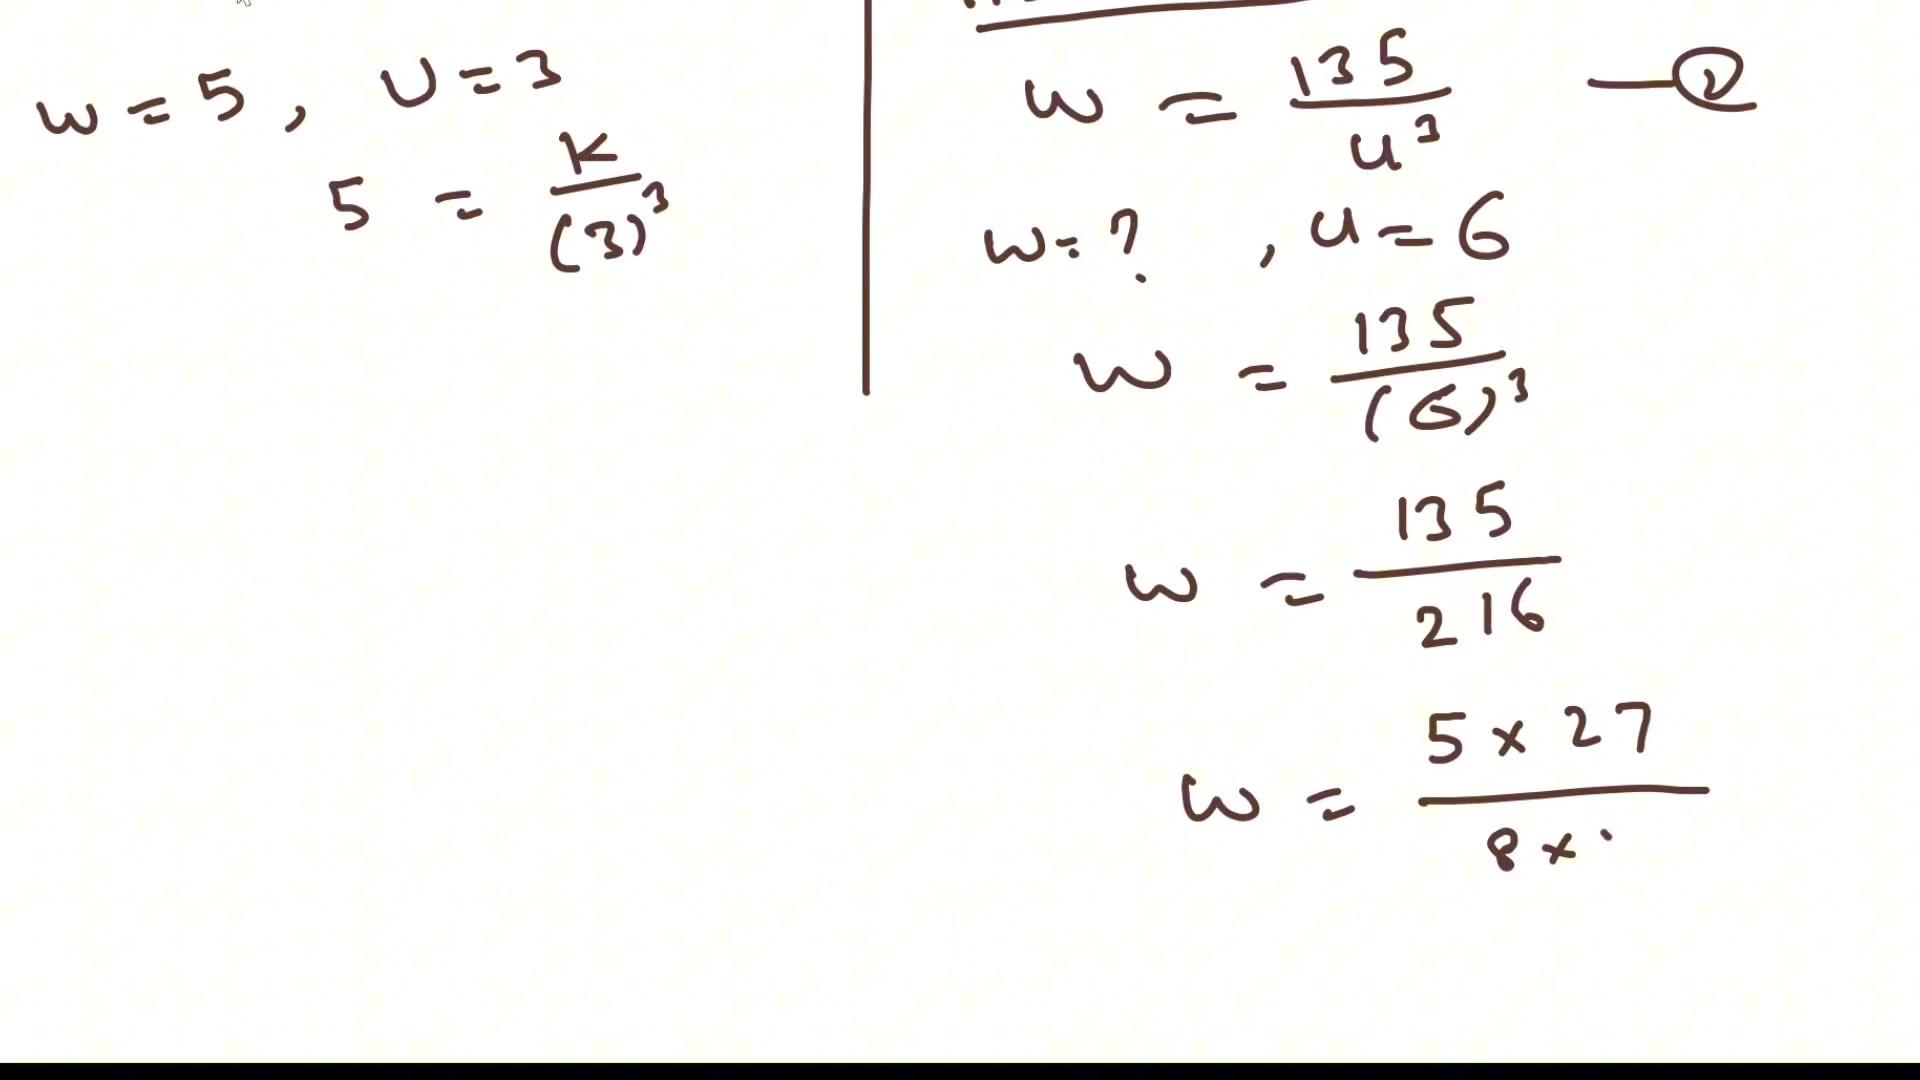 w = 5 , U = 3
5 = K / (3)³
w = 135 / u³ —②
w = ? , u = 6
w = 135 / (6)³
w = 135 / 216
w = 5 × 27 / 8 ×